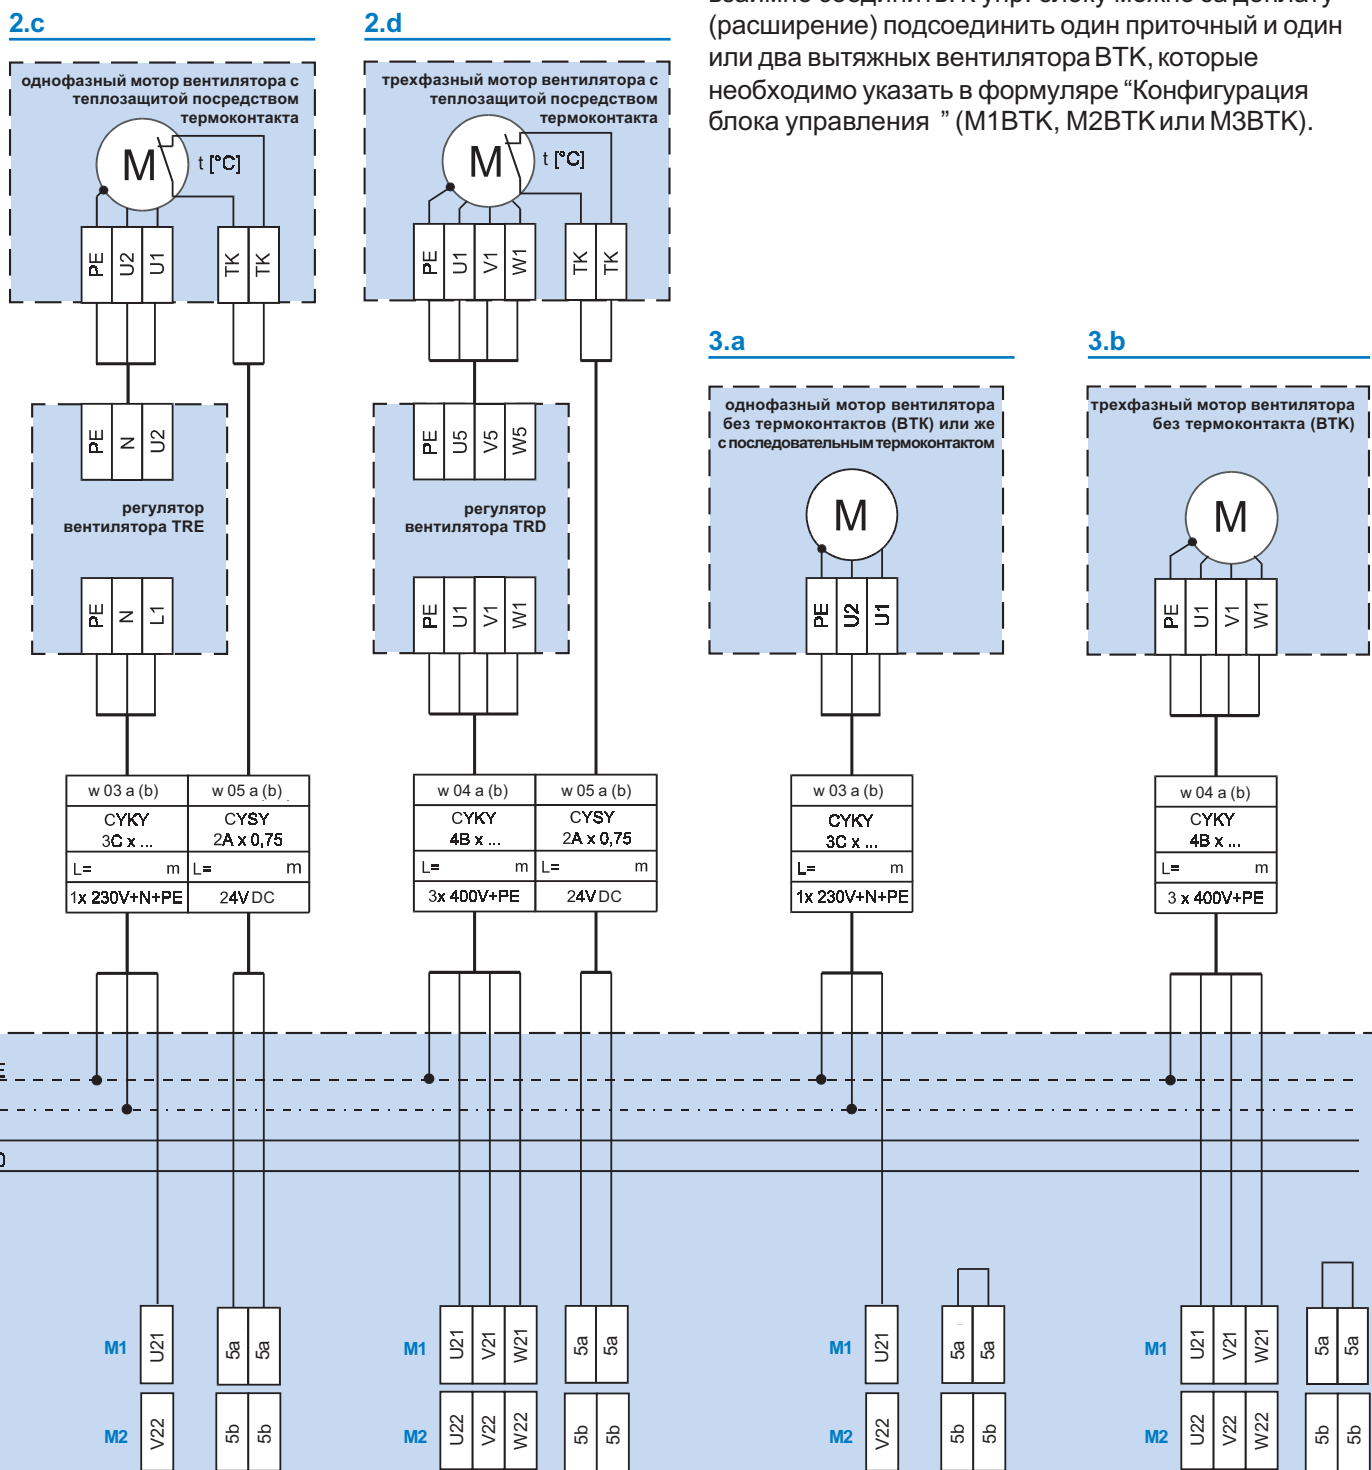 2.c
2.d
(расширение) подсоединить один приточный и один
или два вытяжных вентилятора BTK, которые
необходимо указать в формуляре “Конфигурация
блока управления ” (M1BTK, M2BTK или M3BTK).
однофазный мотор вентилятора с
теплозащитой посредством
термоконтакта
M
t [°C]
PE U2 U1 TK TK
трехфазный мотор вентилятора с
теплозащитой посредством
термоконтакта
M
t [°C]
PE U1 V1 W1 TK TK
PE N U2
регулятор
вентилятора TRE
PE N L1
PE U5 V5 W5
регулятор
вентилятора TRD
PE U1 V1 W1
3.a
3.b
однофазный мотор вентилятора
без термоконтактов (ВТК) или же
с последовательным термоконтактом
M
PE U2 U1
трехфазный мотор вентилятора
без термоконтакта (BTK)
M
PE U1 V1 W1
w 03 a (b)
CYKY
3C x ...
L= m
1x 230V+N+PE
w 05 a (b)
CYSY
2A x 0,75
L= m
24V DC
w 04 a (b)
CYKY
4B x ...
L= m
3x 400V+PE
w 05 a (b)
CYSY
2A x 0,75
L= m
24V DC
w 03 a (b)
CYKY
3C x ...
L= m
1x 230V+N+PE
w 04 a (b)
CYKY
4B x ...
L= m
3 x 400V+PE
M1 U21 5a 5a
M2 V22 5b 5b
M1 U21 V21 W21 5a 5a
M2 U22 V22 W22 5b 5b
M1 U21 5a 5a
M2 V22 5b 5b
M1 U21 V21 W21 5a 5a
M2 U22 V22 W22 5b 5b